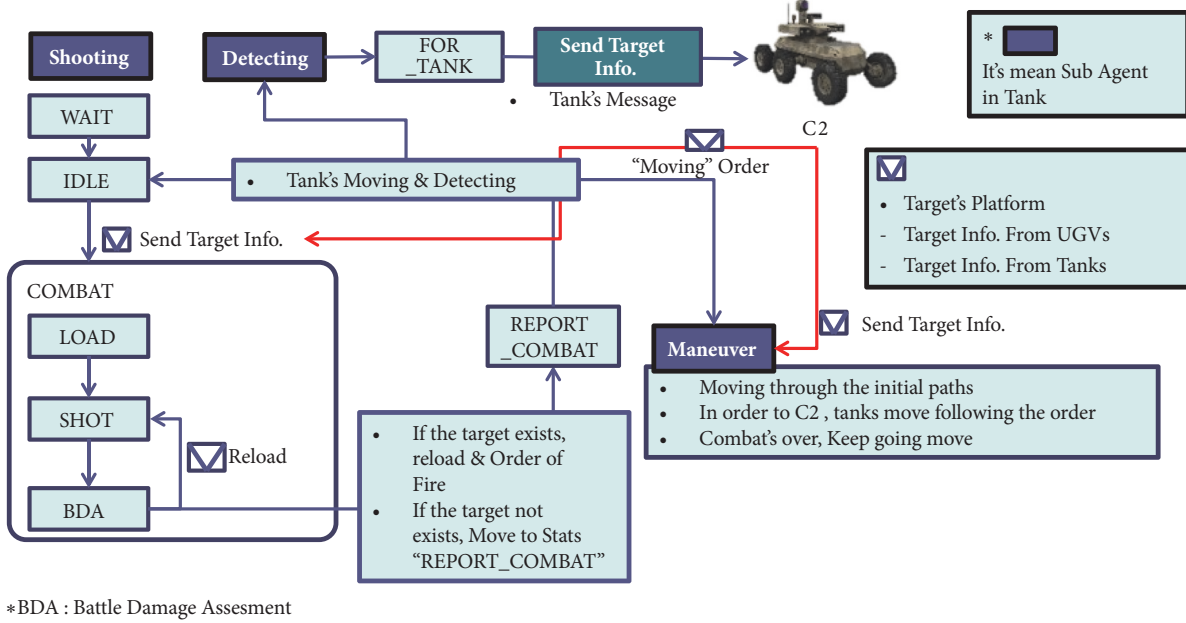 Shooting
WAIT
IDLE
Detecting
FOR
_TANK
Send Target
Info.
• Tank's Message
C2
* 
It's mean Sub Agent
in Tank
• Target's Platform
- Target Info. From UGVs
- Target Info. From Tanks
“Moving” Order
• Tank's Moving & Detecting
Send Target Info.
COMBAT
LOAD
SHOT
Reload
BDA
REPORT
_COMBAT
• If the target exists,
reload & Order of
Fire
• If the target not
exists, Move to Stats
“REPORT_COMBAT”
Send Target Info.
Maneuver
• Moving through the initial paths
• In order to C2 , tanks move following the order
• Combat's over, Keep going move
*BDA : Battle Damage Assesment